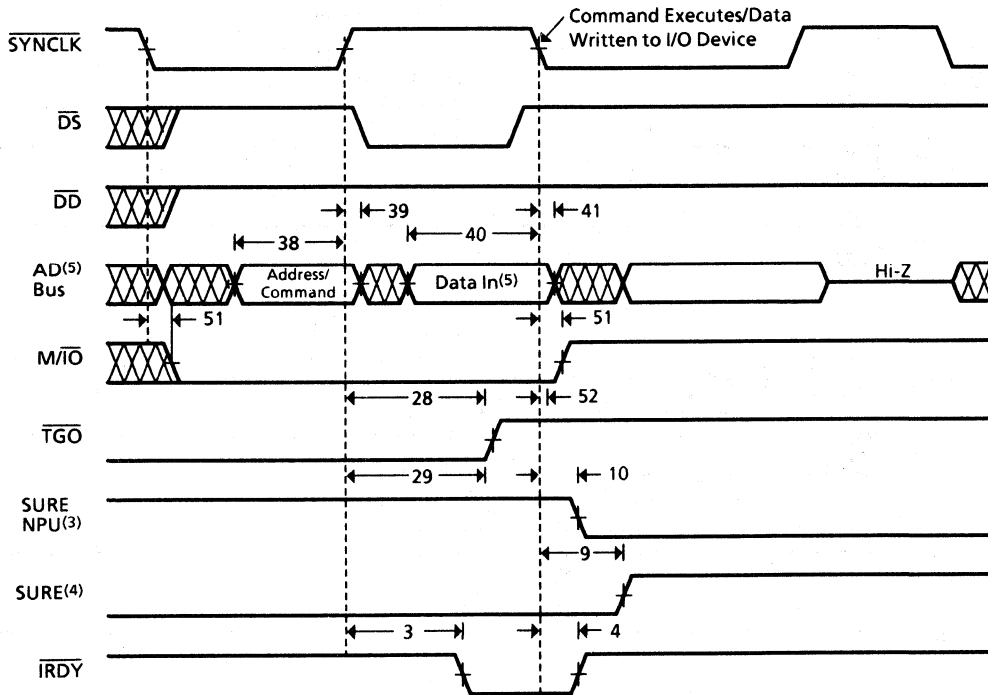 Command Executes/Data
Written to I/O Device
SYNCLK
DS
DD
39
41
38
40
AD(5)
Bus
Address/
Command
Data In(5)
Hi-Z
51
51
M/IO
28
52
TGO
29
10
SURE
NPU(3)
9
SURE(4)
3
4
IRDY